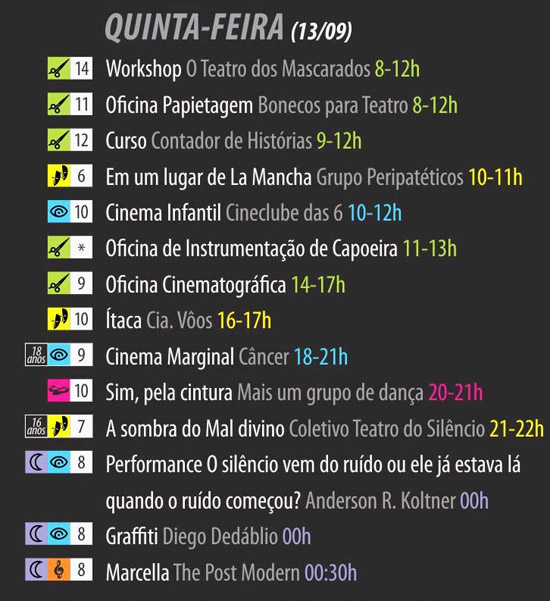 QUINTA-FEIRA (13/09)
14 Workshop O Teatro dos Mascarados 8-12h
11 Oficina Papietagem Bonecos para Teatro 8-12h
12 Curso Contador de Histórias 9-12h
6 Em um lugar de La Mancha Grupo Peripatéticos 10-11h
10 Cinema Infantil Cineclube das 6 10-12h
* Oficina de Instrumentação de Capoeira 11-13h
9 Oficina Cinematográfica 14-17h
10 Ítaca Cia. Vôos 16-17h
18 anos 9 Cinema Marginal Câncer 18-21h
10 Sim, pela cintura Mais um grupo de dança 20-21h
16 anos 7 A sombra do Mal divino Coletivo Teatro do Silêncio 21-22h
8 Performance O silêncio vem do ruído ou ele já estava lá
quando o ruído começou? Anderson R. Koltner 00h
8 Graffiti Diego Dedáblio 00h
8 Marcella The Post Modern 00:30h